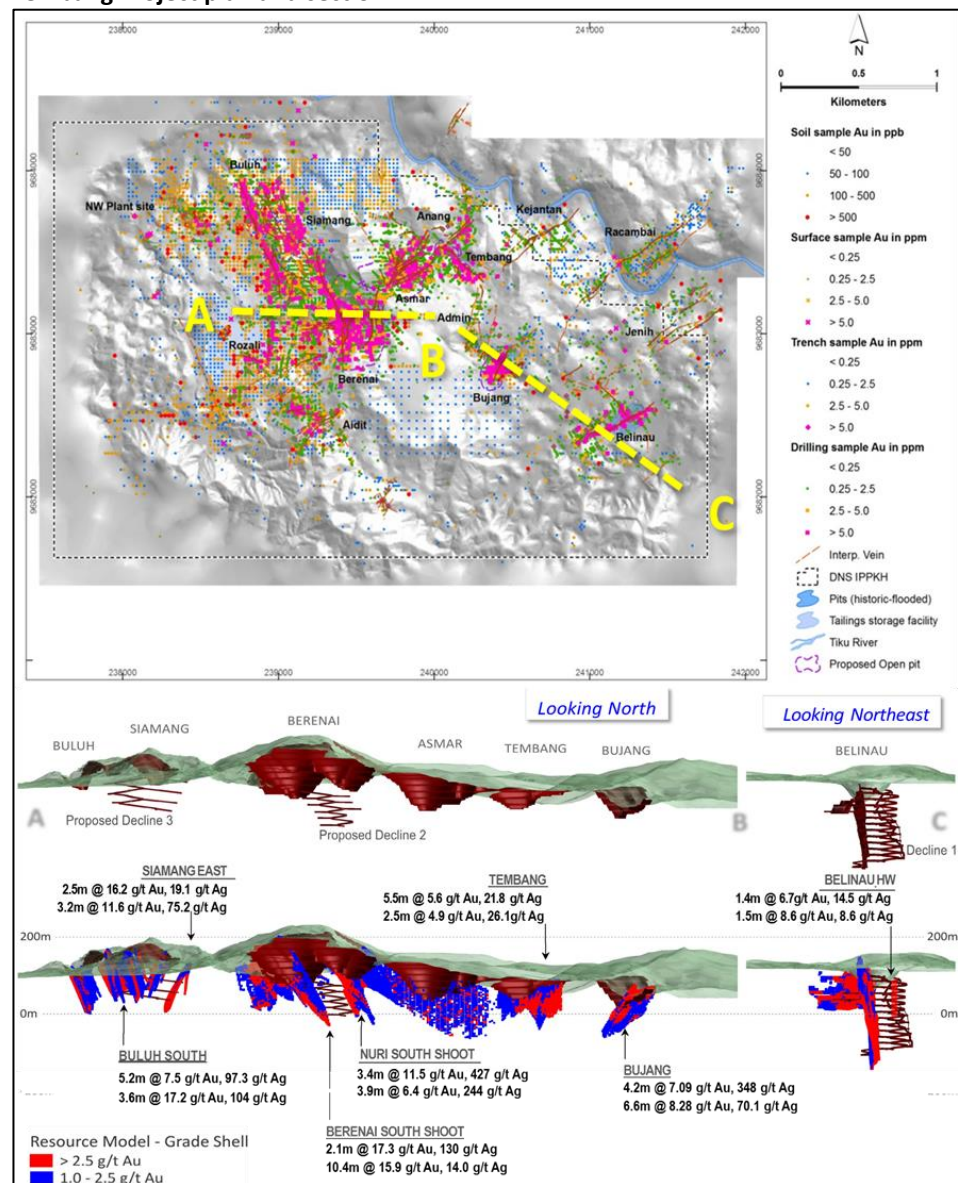 238000 239000 240000 241000 242000
N
0 0.5 1
Kilometers
Soil sample Au in ppb
< 50
50 - 100
100 - 500
> 500
Surface sample Au in ppm
< 0.25
0.25 - 2.5
2.5 - 5.0
> 5.0
Trench sample Au in ppm
< 0.25
0.25 - 2.5
2.5 - 5.0
> 5.0
Drilling sample Au in ppm
< 0.25
0.25 - 2.5
2.5 - 5.0
> 5.0
Interp. Vein
DNS IPPKH
Pits (historic-flooded)
Tailings storage facility
Tiku River
Proposed Open pit
9684000
9683000
9682000
9684000
9683000
9682000
Buluh
NW Plant site
Siamang
Anang
Kejantan
Racambai
Tembang
Asmar
Admin
A
Jenih
Rozali
B
Berenai
Bujang
Aidit
Belinau
C
238000 239000 240000 241000 242000
Looking North
Looking Northeast
BULUH
SIAMANG
BERENAI
ASMAR
TEMBANG
BUJANG
BELINAU
A
Proposed Decline 3
Proposed Decline 2
B
C
Decline 1
SIAMANG EAST
2.5m @ 16.2 g/t Au, 19.1 g/t Ag
3.2m @ 11.6 g/t Au, 75.2 g/t Ag
TEMBANG
5.5m @ 5.6 g/t Au, 21.8 g/t Ag
2.5m @ 4.9 g/t Au, 26.1g/t Ag
BELINAU HW
1.4m @ 6.7g/t Au, 14.5 g/t Ag
1.5m @ 8.6 g/t Au, 8.6 g/t Ag
200m
200m
0m
0m
BULUH SOUTH
5.2m @ 7.5 g/t Au, 97.3 g/t Ag
3.6m @ 17.2 g/t Au, 104 g/t Ag
NURI SOUTH SHOOT
3.4m @ 11.5 g/t Au, 427 g/t Ag
3.9m @ 6.4 g/t Au, 244 g/t Ag
BUJANG
4.2m @ 7.09 g/t Au, 348 g/t Ag
6.6m @ 8.28 g/t Au, 70.1 g/t Ag
BERENAI SOUTH SHOOT
2.1m @ 17.3 g/t Au, 130 g/t Ag
10.4m @ 15.9 g/t Au, 14.0 g/t Ag
Resource Model - Grade Shell
> 2.5 g/t Au
1.0 - 2.5 g/t Au